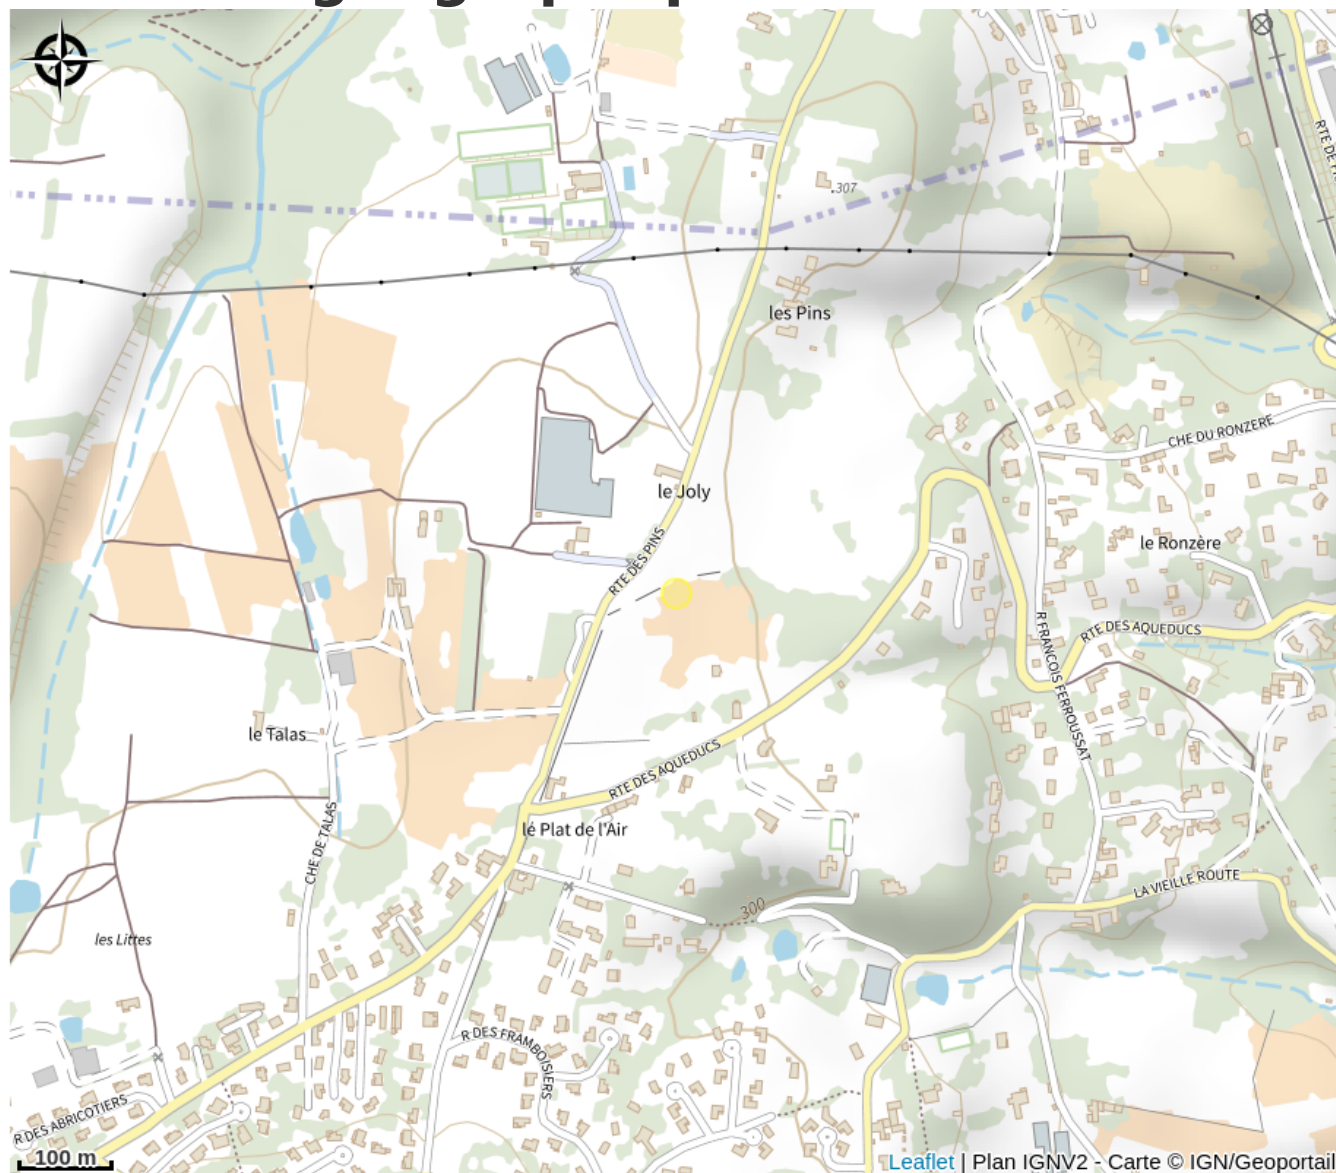 307
RTE DE
les Pins
CHE DU RONZERE
le Joly
RTE DES PINS
le Ronzère
R FRANCOIS FERROUSSAT
RTE DES AQUEDUCS
le Talas
RTE DES AQUEDUCS
le Plat de l'Air
CHE DE TALAS
LA VIEILLE ROUTE
300
les Littes
R DES FRAMBOISIERS
R DES ABRICOTIERS
100 m
Leaflet | Plan IGNV2 - Carte © IGN/Geoportail